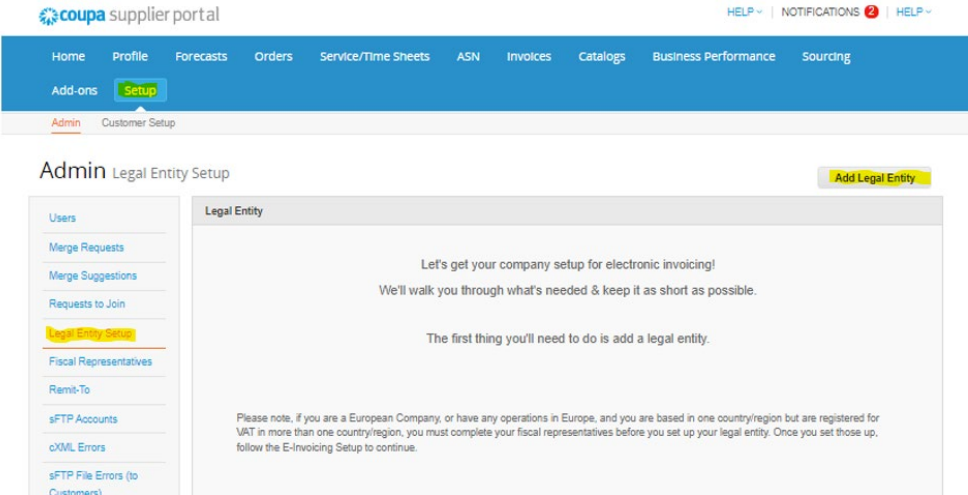 coupa supplier portal
HELP | NOTIFICATIONS 2 | HELP
Home Profile Forecasts Orders Service/Time Sheets ASN Invoices Catalogs Business Performance Sourcing
Add-ons Setup
Admin Customer Setup
Admin Legal Entity Setup
Add Legal Entity
Users
Merge Requests
Merge Suggestions
Requests to Join
Legal Entity Setup
Fiscal Representatives
Remit-To
sFTP Accounts
cXML Errors
sFTP File Errors (to
Customers)
Legal Entity
Let's get your company setup for electronic invoicing!
We'll walk you through what's needed & keep it as short as possible.
The first thing you'll need to do is add a legal entity.
Please note, if you are a European Company, or have any operations in Europe, and you are based in one country/region but are registered for
VAT in more than one country/region, you must complete your fiscal representatives before you set up your legal entity. Once you set those up,
follow the E-Invoicing Setup to continue.